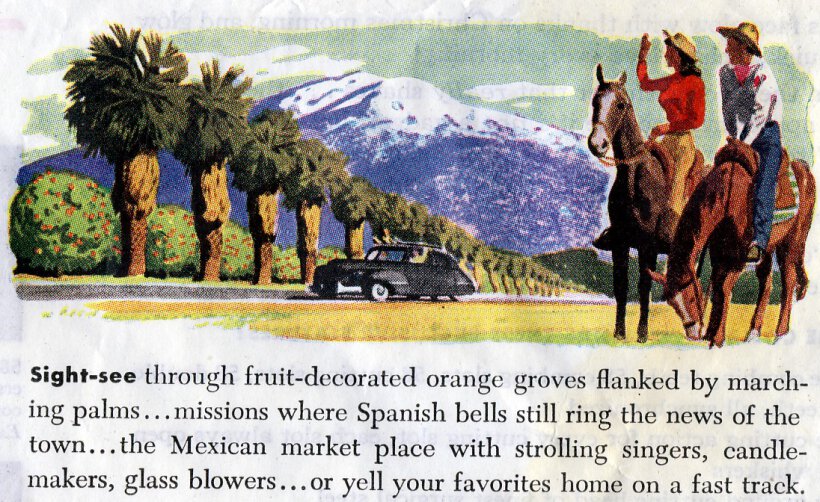 Sight-see through fruit-decorated orange groves flanked by march-
ing palms...missions where Spanish bells still ring the news of the
town...the Mexican market place with strolling singers, candle-
makers, glass blowers...or yell your favorites home on a fast track.